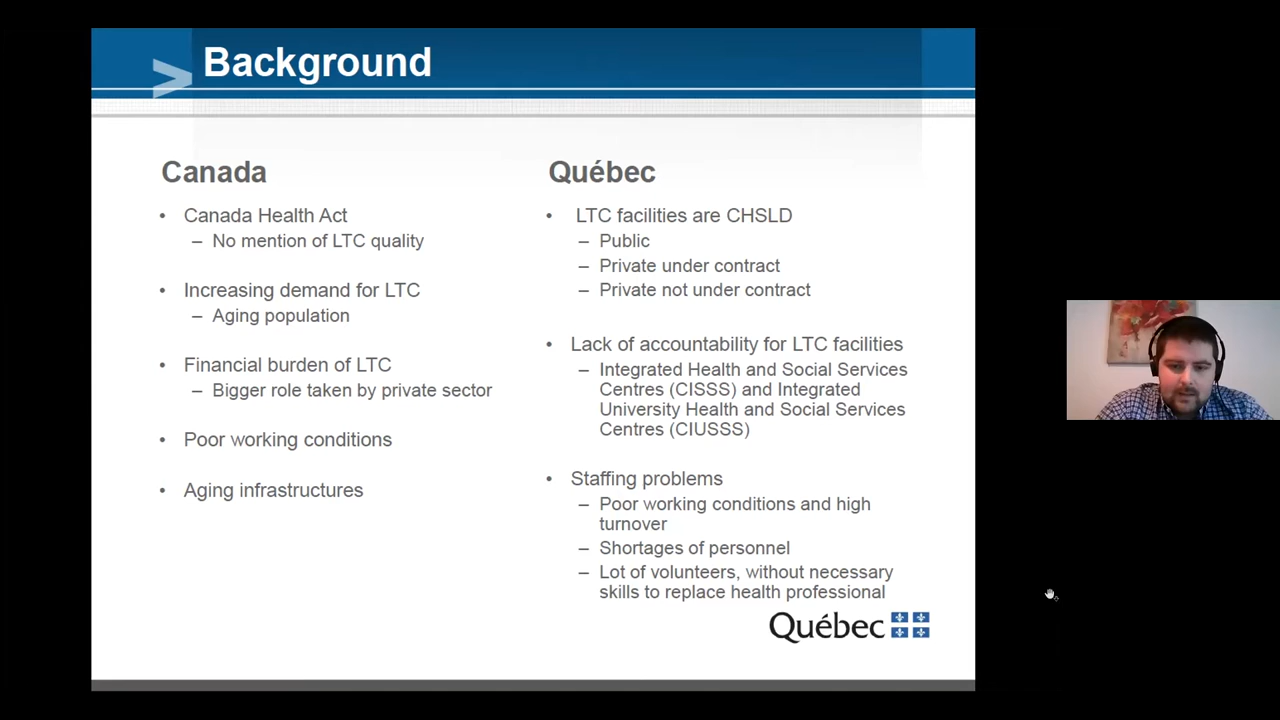 > Background
Canada
• Canada Health Act
– No mention of LTC quality
• Increasing demand for LTC
– Aging population
• Financial burden of LTC
– Bigger role taken by private sector
• Poor working conditions
• Aging infrastructures
Québec
• LTC facilities are CHSLD
– Public
– Private under contract
– Private not under contract
• Lack of accountability for LTC facilities
– Integrated Health and Social Services
Centres (CISSS) and Integrated
University Health and Social Services
Centres (CIUSSS)
• Staffing problems
– Poor working conditions and high
turnover
– Shortages of personnel
– Lot of volunteers, without necessary
skills to replace health professional
Québec